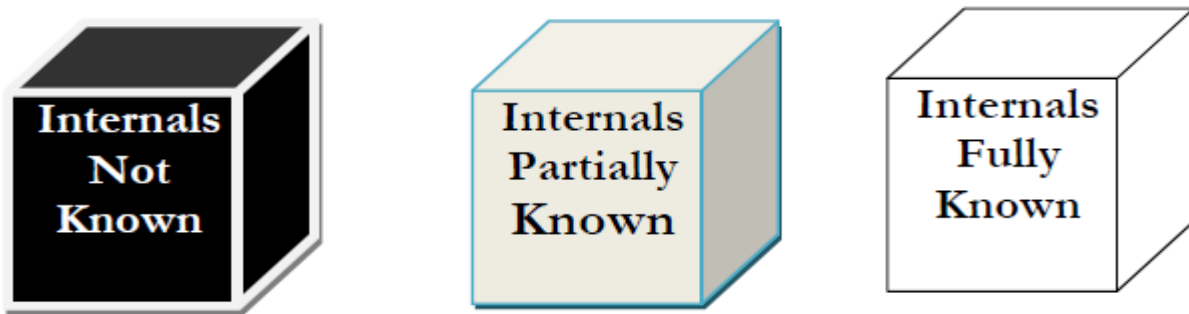 Internals
Not
Known
Internals
Partially
Known
Internals
Fully
Known